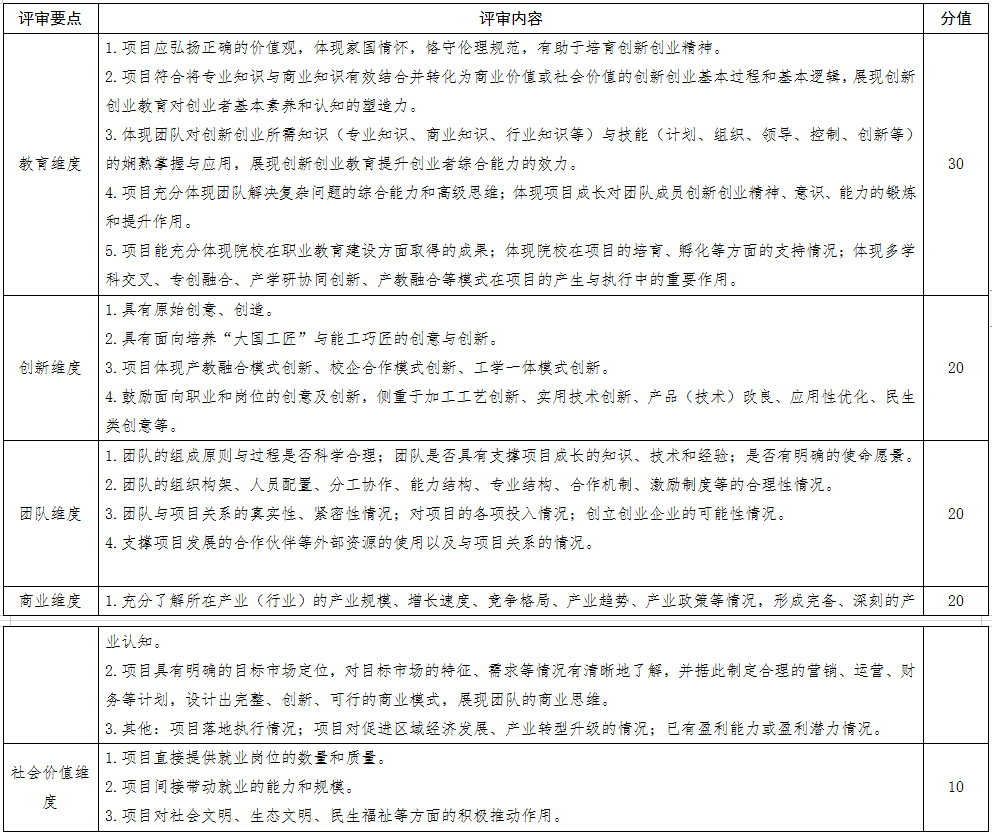 评审要点 评审内容 分值
1.项目应弘扬正确的价值观，体现家国情怀，恪守伦理规范，有助于培育创新创业精神。
2.项目符合将专业知识与商业知识有效结合并转化为商业价值或社会价值的创新创业基本过程和基本逻辑，展现创新
创业教育对创业者基本素养和认知的塑造力。
3.体现团队对创新创业所需知识（专业知识、商业知识、行业知识等）与技能（计划、组织、领导、控制、创新等）
教育维度 的娴熟掌握与应用，展现创新创业教育提升创业者综合能力的效力。 30
4.项目充分体现团队解决复杂问题的综合能力和高级思维；体现项目成长对团队成员创新创业精神、意识、能力的锻炼
和提升作用。
5.项目能充分体现院校在职业教育建设方面取得的成果；体现院校在项目的培育、孵化等方面的支持情况；体现多学
科交叉、专创融合、产学研协同创新、产教融合等模式在项目的产生与执行中的重要作用。
1.具有原始创意、创造。
2.具有面向培养“大国工匠”与能工巧匠的创意与创新。
创新维度 3.项目体现产教融合模式创新、校企合作模式创新、工学一体模式创新。 20
4.鼓励面向职业和岗位的创意及创新，侧重于加工工艺创新、实用技术创新、产品（技术）改良、应用性优化、民生
类创意等。
1.团队的组成原则与过程是否科学合理；团队是否具有支撑项目成长的知识、技术和经验；是否有明确的使命愿景。
2.团队的组织构架、人员配置、分工协作、能力结构、专业结构、合作机制、激励制度等的合理性情况。
团队维度 3.团队与项目关系的真实性、紧密性情况；对项目的各项投入情况；创立创业企业的可能性情况。 20
4.支撑项目发展的合作伙伴等外部资源的使用以及与项目关系的情况。
商业维度 1.充分了解所在产业（行业）的产业规模、增长速度、竞争格局、产业趋势、产业政策等情况，形成完备、深刻的产 20
业认知。
2.项目具有明确的目标市场定位，对目标市场的特征、需求等情况有清晰地了解，并据此制定合理的营销、运营、财
务等计划，设计出完整、创新、可行的商业模式，展现团队的商业思维。
3.其他：项目落地执行情况；项目对促进区域经济发展、产业转型升级的情况；已有盈利能力或盈利潜力情况。
1.项目直接提供就业岗位的数量和质量。
社会价值维
度 2.项目间接带动就业的能力和规模。 10
3.项目对社会文明、生态文明、民生福祉等方面的积极推动作用。